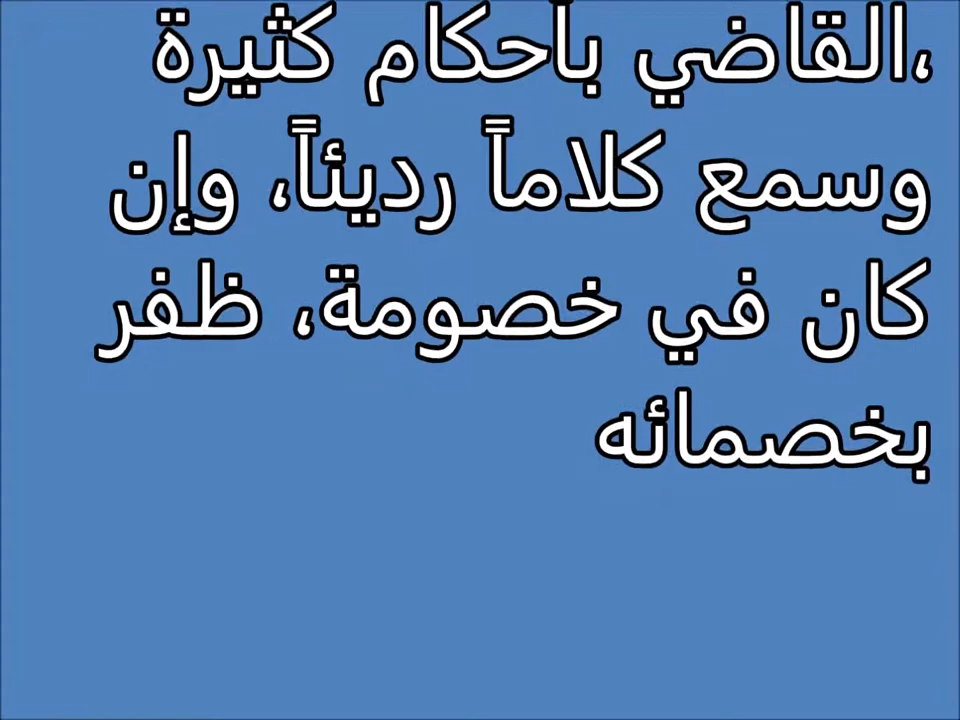 ،القاضي بأحكام كثيرة
وسمع كلاماً رديئاً، وإن
كان في خصومة، ظفر
بخصمائه